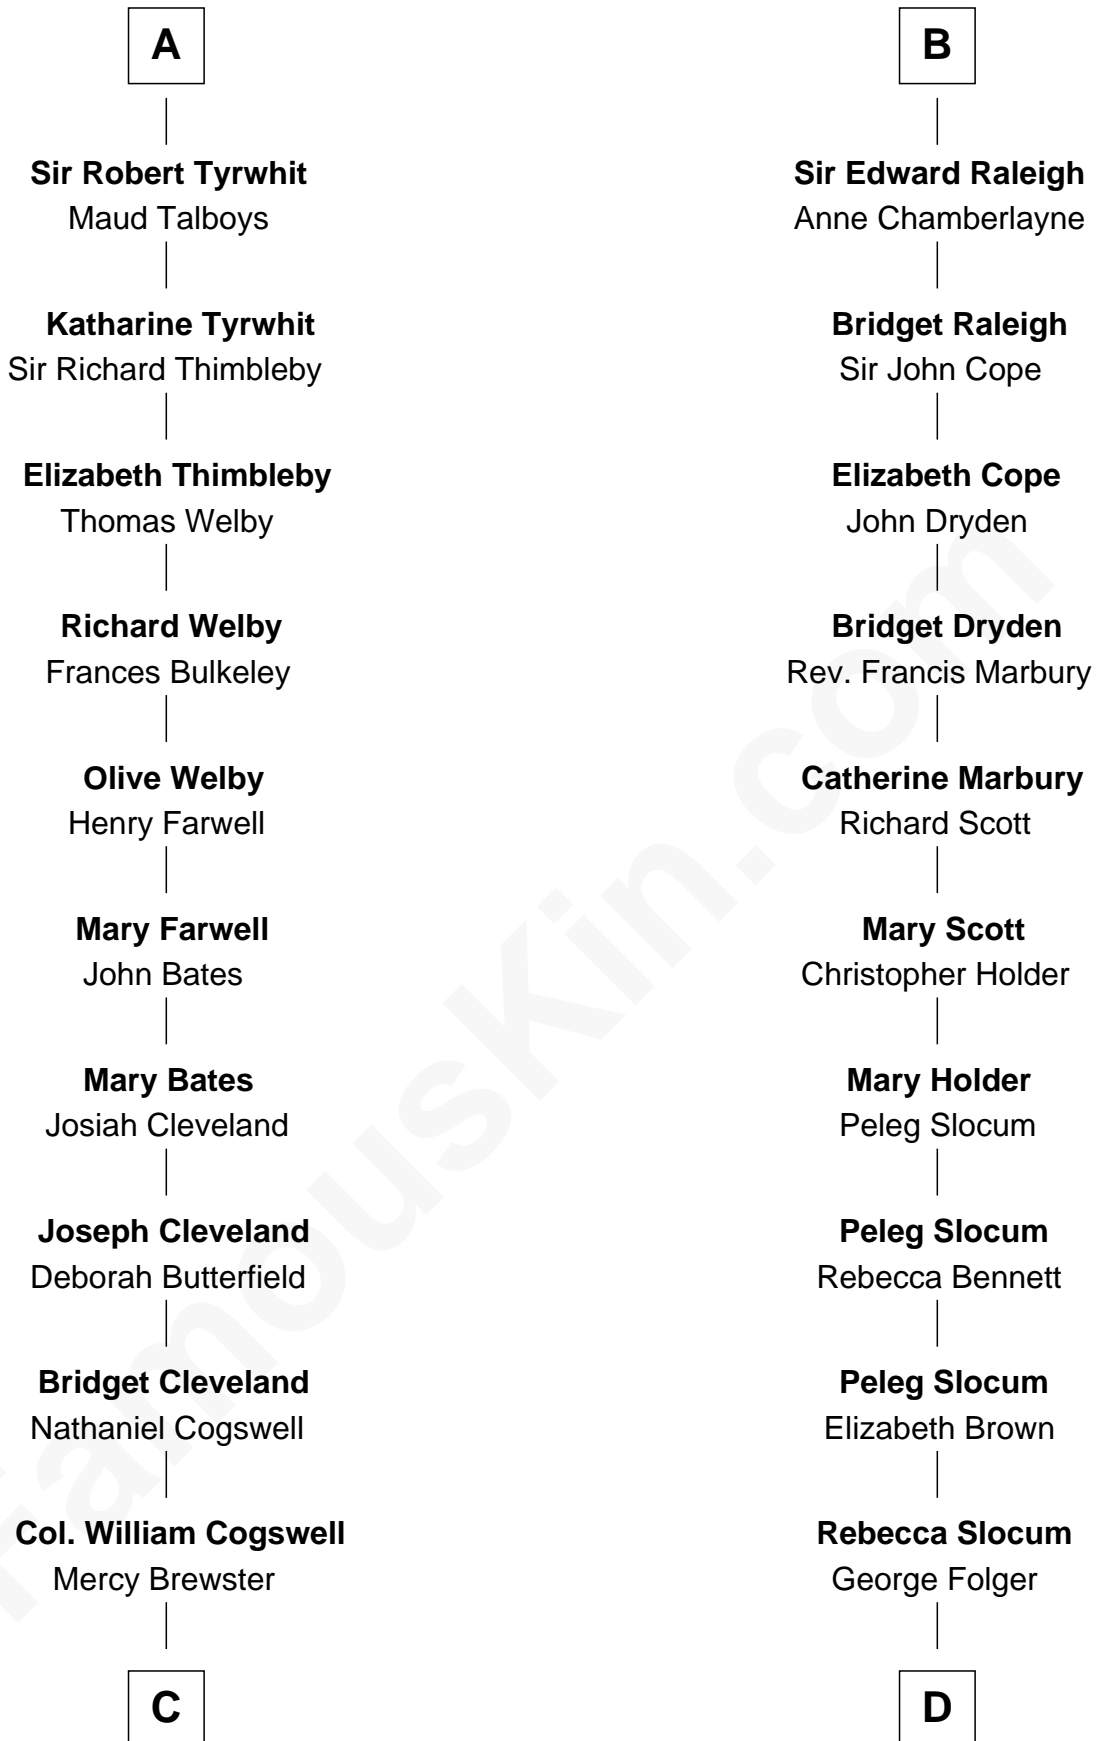 A
Sir Robert Tyrwhit
Maud Talboys
Katharine Tyrwhit
Sir Richard Thimbleby
Elizabeth Thimbleby
Thomas Welby
Richard Welby
Frances Bulkeley
Olive Welby
Henry Farwell
Mary Farwell
John Bates
Mary Bates
Josiah Cleveland
Joseph Cleveland
Deborah Butterfield
Bridget Cleveland
Nathaniel Cogswell
Col. William Cogswell
Mercy Brewster
C
B
Sir Edward Raleigh
Anne Chamberlayne
Bridget Raleigh
Sir John Cope
Elizabeth Cope
John Dryden
Bridget Dryden
Rev. Francis Marbury
Catherine Marbury
Richard Scott
Mary Scott
Christopher Holder
Mary Holder
Peleg Slocum
Peleg Slocum
Rebecca Bennett
Peleg Slocum
Elizabeth Brown
Rebecca Slocum
George Folger
D
FamousKin.com